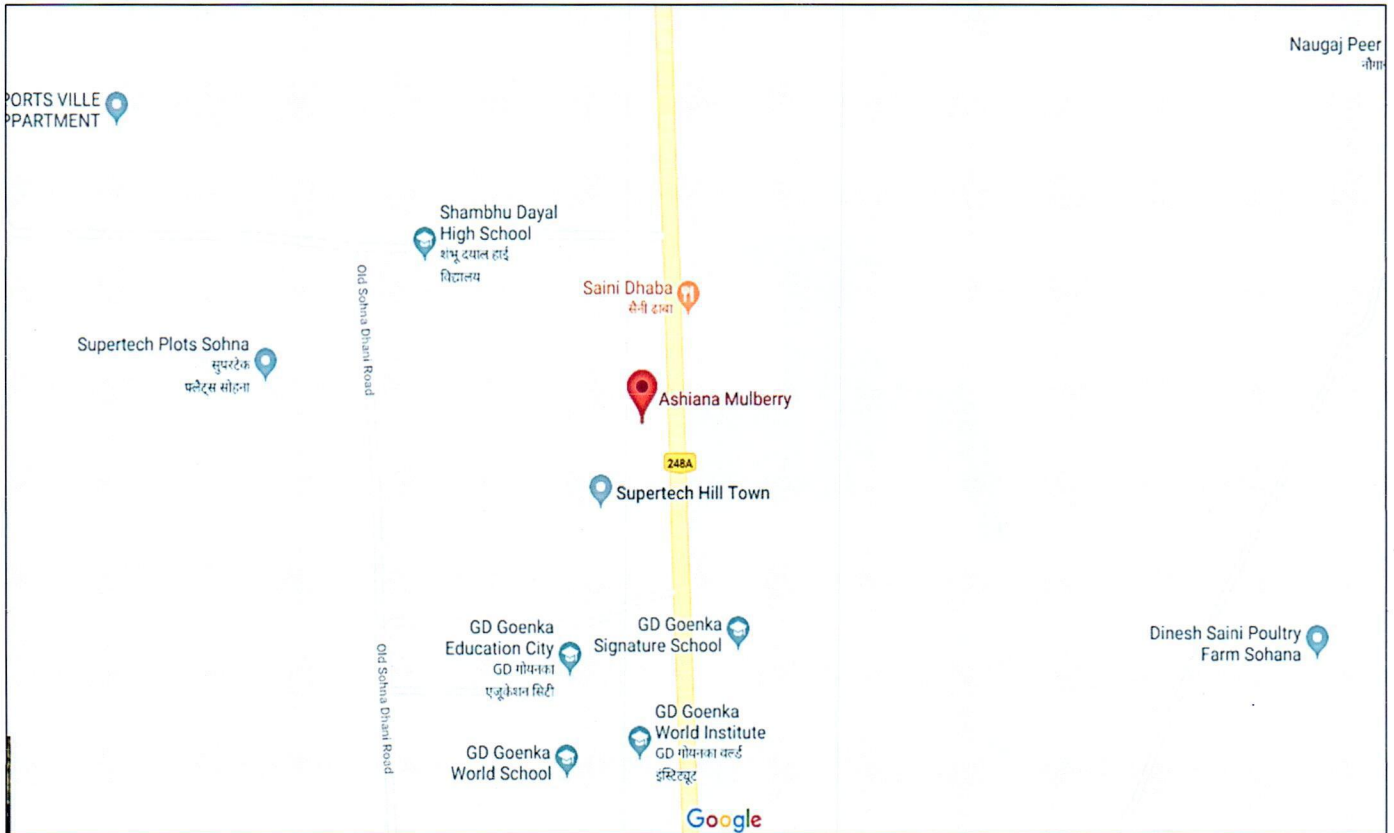 Naugaj Peer
PORTS VILLE
PPARTMENT
Shambhu Dayal
High School
शंभू दयाल हाई
विद्यालय
Old Sohna Dhani Road
Saini Dhaba
सैनी ढाबा
Supertech Plots Sohna
सुपरटेक
फ्लैट्स सोहना
Ashiana Mulberry
248A
Supertech Hill Town
GD Goenka
Education City
GD गोयनका
एजूकेशन सिटी
GD Goenka
Signature School
Dinesh Saini Poultry
Farm Sohana
Old Sohna Dhani Road
GD Goenka
World Institute
GD गोयनका वर्ल्ड
इंस्टिट्यूट
GD Goenka
World School
Google